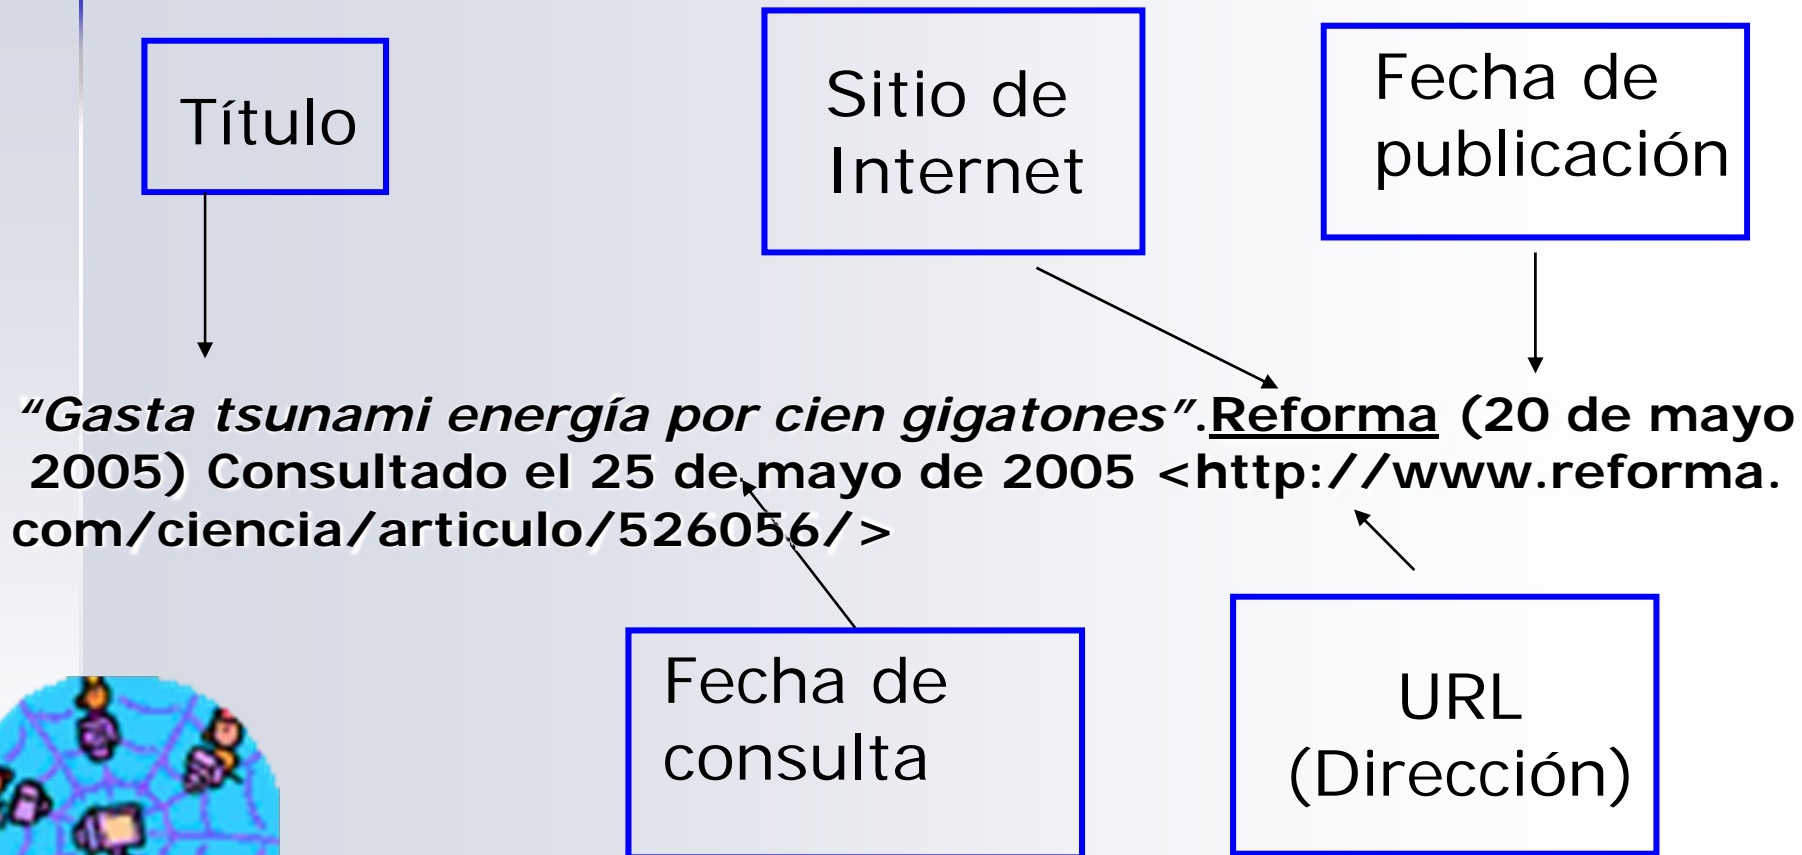 Título
Sitio de
Internet
Fecha de
publicación
“Gasta tsunami energía por cien gigatones”.Reforma (20 de mayo
2005) Consultado el 25 de mayo de 2005 <http://www.reforma.
com/ciencia/articulo/526056/>
Fecha de
consulta
URL
(Dirección)